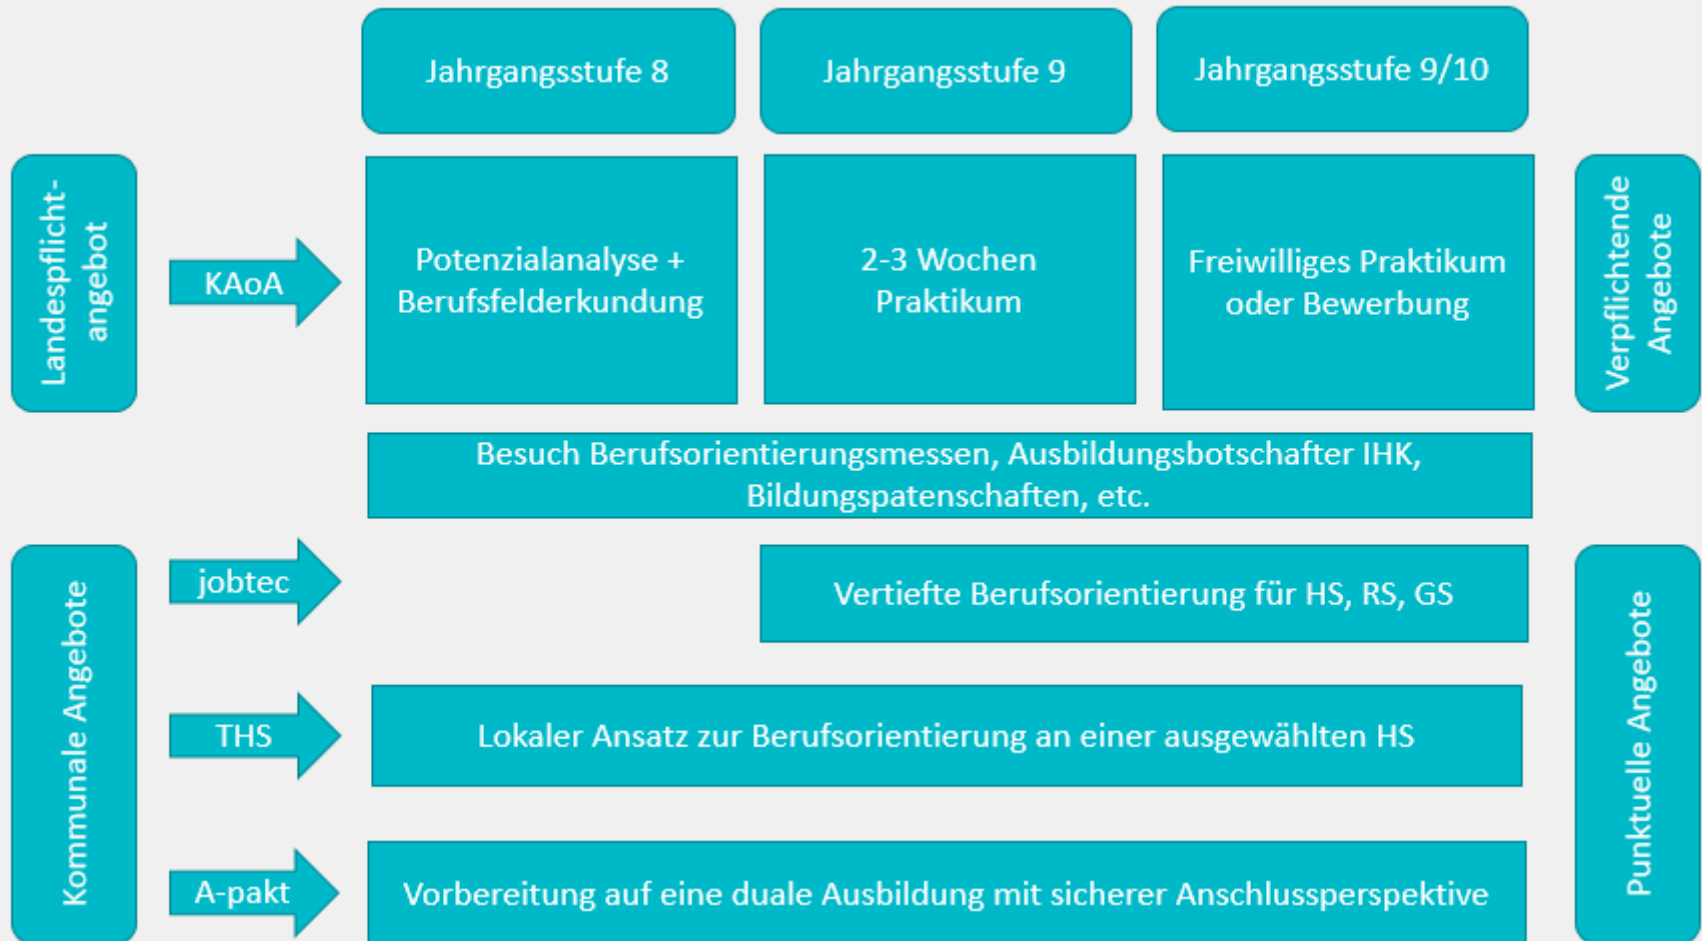 Jahrgangsstufe 8
Jahrgangsstufe 9
Jahrgangsstufe 9/10
Landespflicht-
angebot
KAoA
Potenzialanalyse +
Berufsfelderkundung
2-3 Wochen
Praktikum
Freiwilliges Praktikum
oder Bewerbung
Verpflichtende
Angebote
Besuch Berufsorientierungsmessen, Ausbildungsbotschafter IHK,
Bildungspatenschaften, etc.
Kommunale Angebote
jobtec
Vertiefte Berufsorientierung für HS, RS, GS
THS
Lokaler Ansatz zur Berufsorientierung an einer ausgewählten HS
A-pakt
Vorbereitung auf eine duale Ausbildung mit sicherer Anschlussperspektive
Punktuelle Angebote